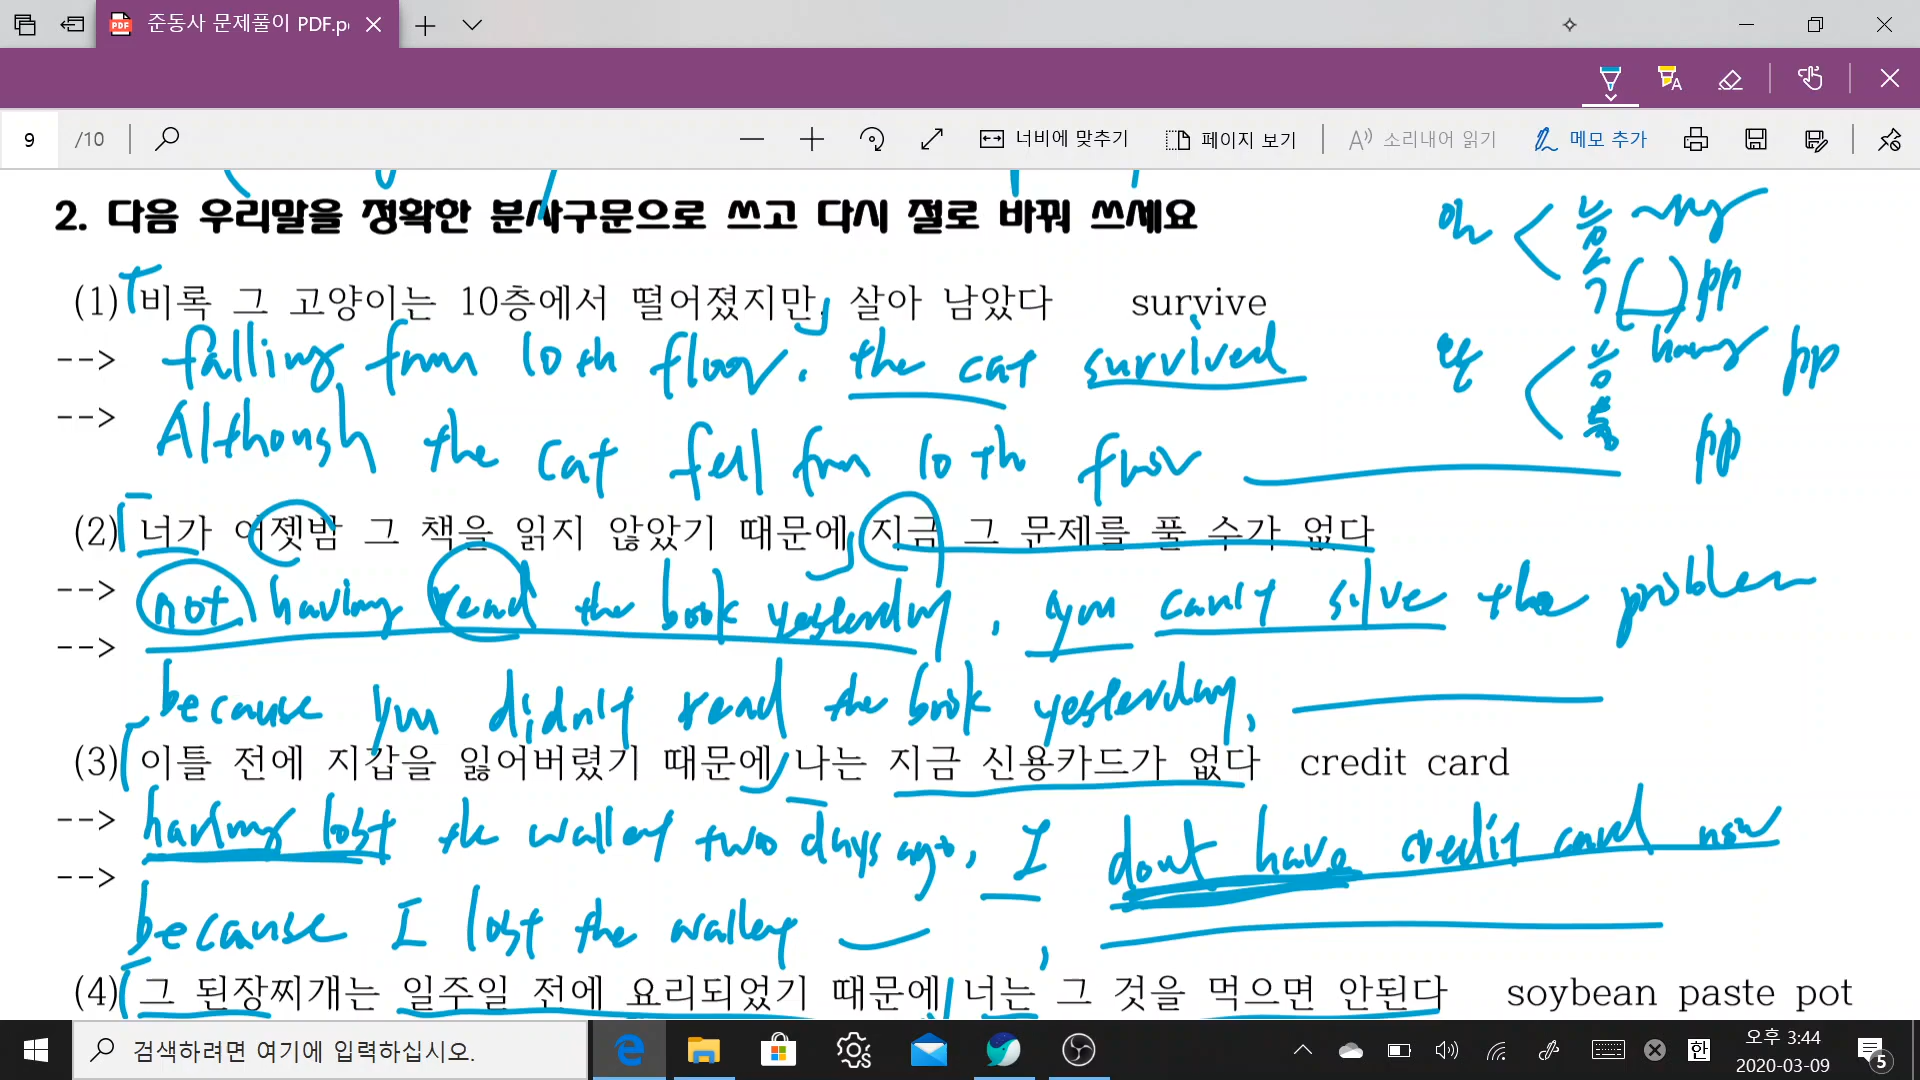 준동사 문제풀이 PDF.p
9 /10 너비에 맞추기 페이지 보기 소리내어 읽기 메모 추가
2. 다음 우리말을 정확한 분사구문으로 쓰고 다시 절로 바꿔 쓰세요
능 ~ing
( ) pp
(1) 비록 그 고양이는 10층에서 떨어졌지만, 살아 남았다 survive
--> falling from 10th floor. the cat survived
능 having pp
수동 pp
--> Although the cat fell from 10th floor
(2) 너가 어젯밤 그 책을 읽지 않았기 때문에 지금 그 문제를 풀 수가 없다
--> not having read the book yesterday, you can't solve the problem
--> because you didn't read the book yesterday,
(3) 이틀 전에 지갑을 잃어버렸기 때문에 나는 지금 신용카드가 없다 credit card
--> having lost the wallet two days ago, I dont have credit card now
--> because I lost the wallet ,
(4) 그 된장찌개는 일주일 전에 요리되었기 때문에 너는 그 것을 먹으면 안된다 soybean paste pot
검색하려면 여기에 입력하십시오.
한
오후 3:44
2020-03-09
5